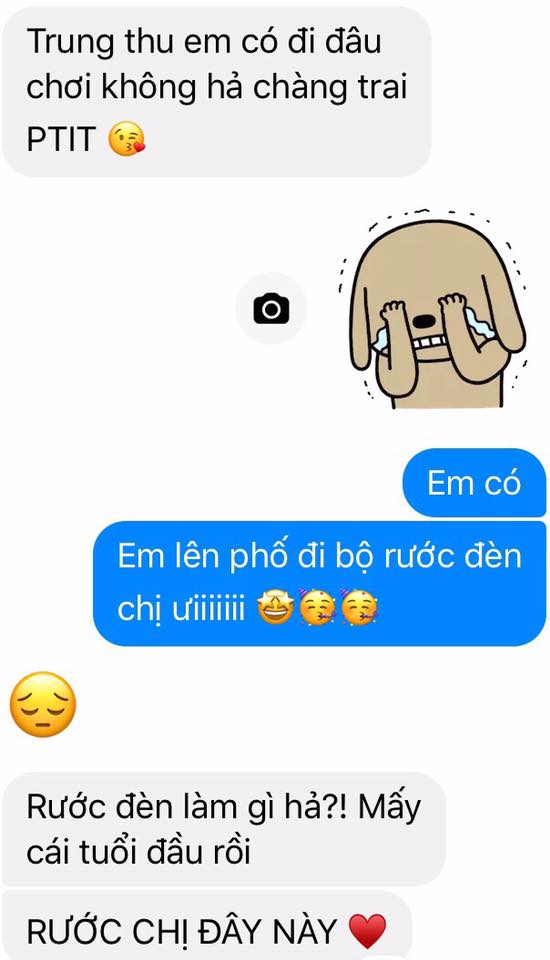 Trung thu em có đi đâu
chơi không hả chàng trai
PTIT 😘
Em có
Em lên phố đi bộ rước đèn
chị ưiiiiiii 🤩🥳🥳
😔
Rước đèn làm gì hả?! Mấy
cái tuổi đầu rồi
RƯỚC CHỊ ĐÂY NÀY ♥️